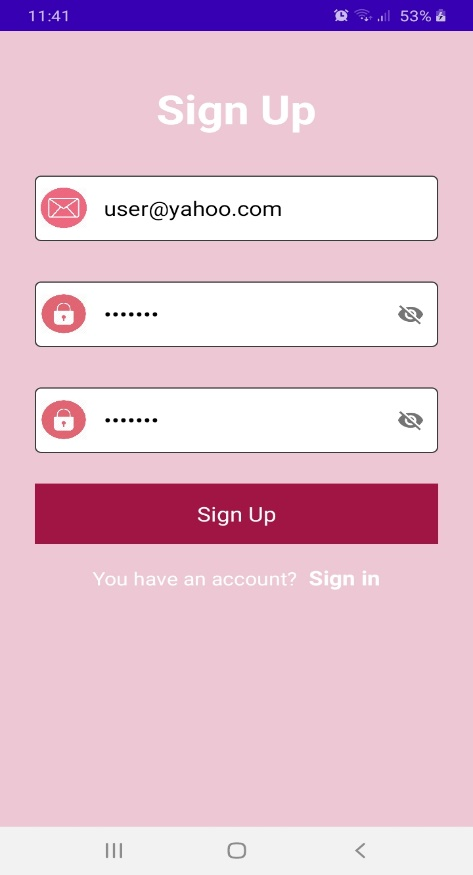 11:41 53%
Sign Up
user@yahoo.com
•••••••
•••••••
Sign Up
You have an account? Sign in